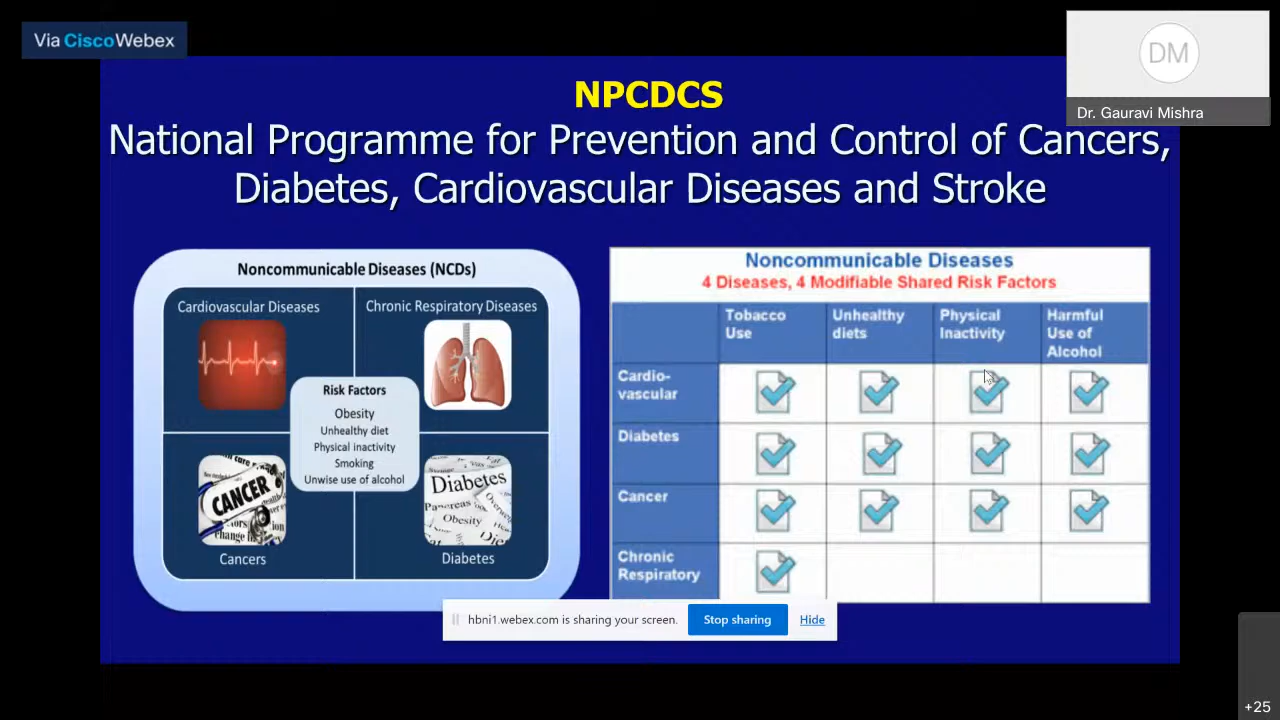 Via CiscoWebex
DM
Dr. Gauravi Mishra
NPCDCS
National Programme for Prevention and Control of Cancers,
Diabetes, Cardiovascular Diseases and Stroke
Noncommunicable Diseases (NCDs)
Cardiovascular Diseases
Chronic Respiratory Diseases
Risk Factors
Obesity
Unhealthy diet
Physical inactivity
Smoking
Unwise use of alcohol
CANCER
Cancers
Diabetes
Pancreas
Obesity
Diabetes
Noncommunicable Diseases
4 Diseases, 4 Modifiable Shared Risk Factors
Tobacco
Use
Unhealthy
diets
Physical
Inactivity
Harmful
Use of
Alcohol
Cardio-
vascular
Diabetes
Cancer
Chronic
Respiratory
hbni1.webex.com is sharing your screen.
Stop sharing
Hide
+25